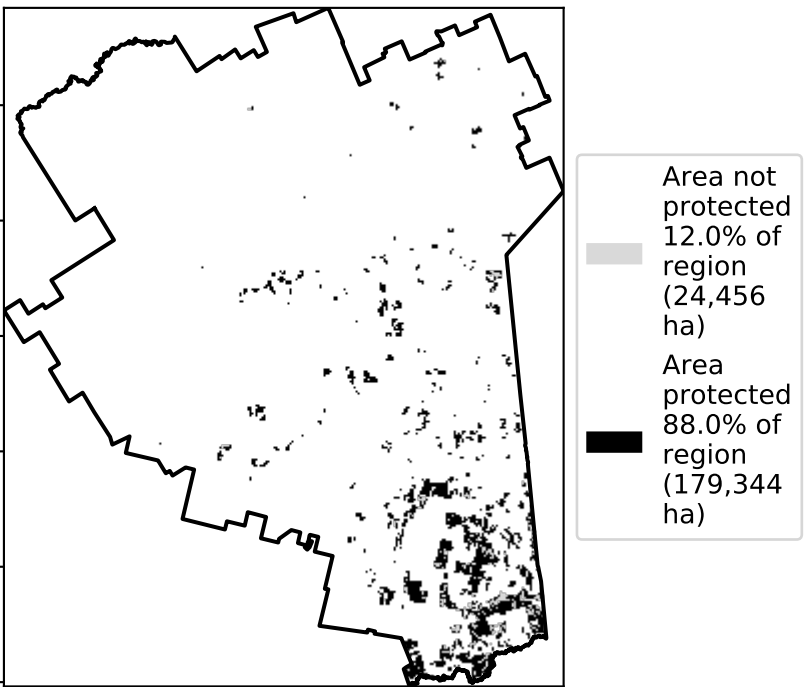 Area not
protected
12.0% of
region
(24,456
ha)
Area
protected
88.0% of
region
(179,344
ha)